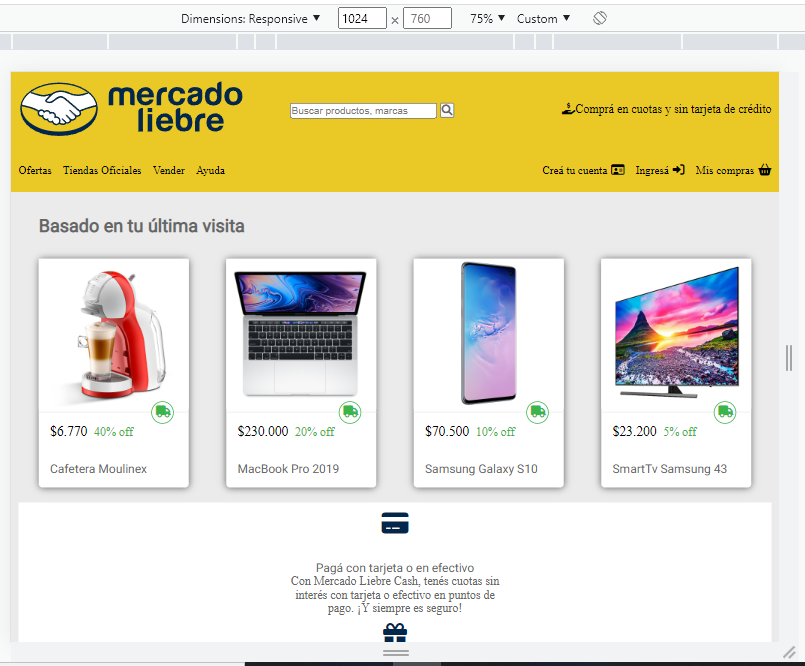 Dimensions: Responsive ▼ 1024 × 760 75% ▼ Custom ▼
mercado
liebre
Buscar productos, marcas
Comprá en cuotas y sin tarjeta de crédito
Ofertas Tiendas Oficiales Vender Ayuda
Creá tu cuenta Ingresá Mis compras
Basado en tu última visita
$6.770 40% off
Cafetera Moulinex
$230.000 20% off
MacBook Pro 2019
$70.500 10% off
Samsung Galaxy S10
$23.200 5% off
SmartTv Samsung 43
Pagá con tarjeta o en efectivo
Con Mercado Liebre Cash, tenés cuotas sin
interés con tarjeta o efectivo en puntos de
pago. ¡Y siempre es seguro!